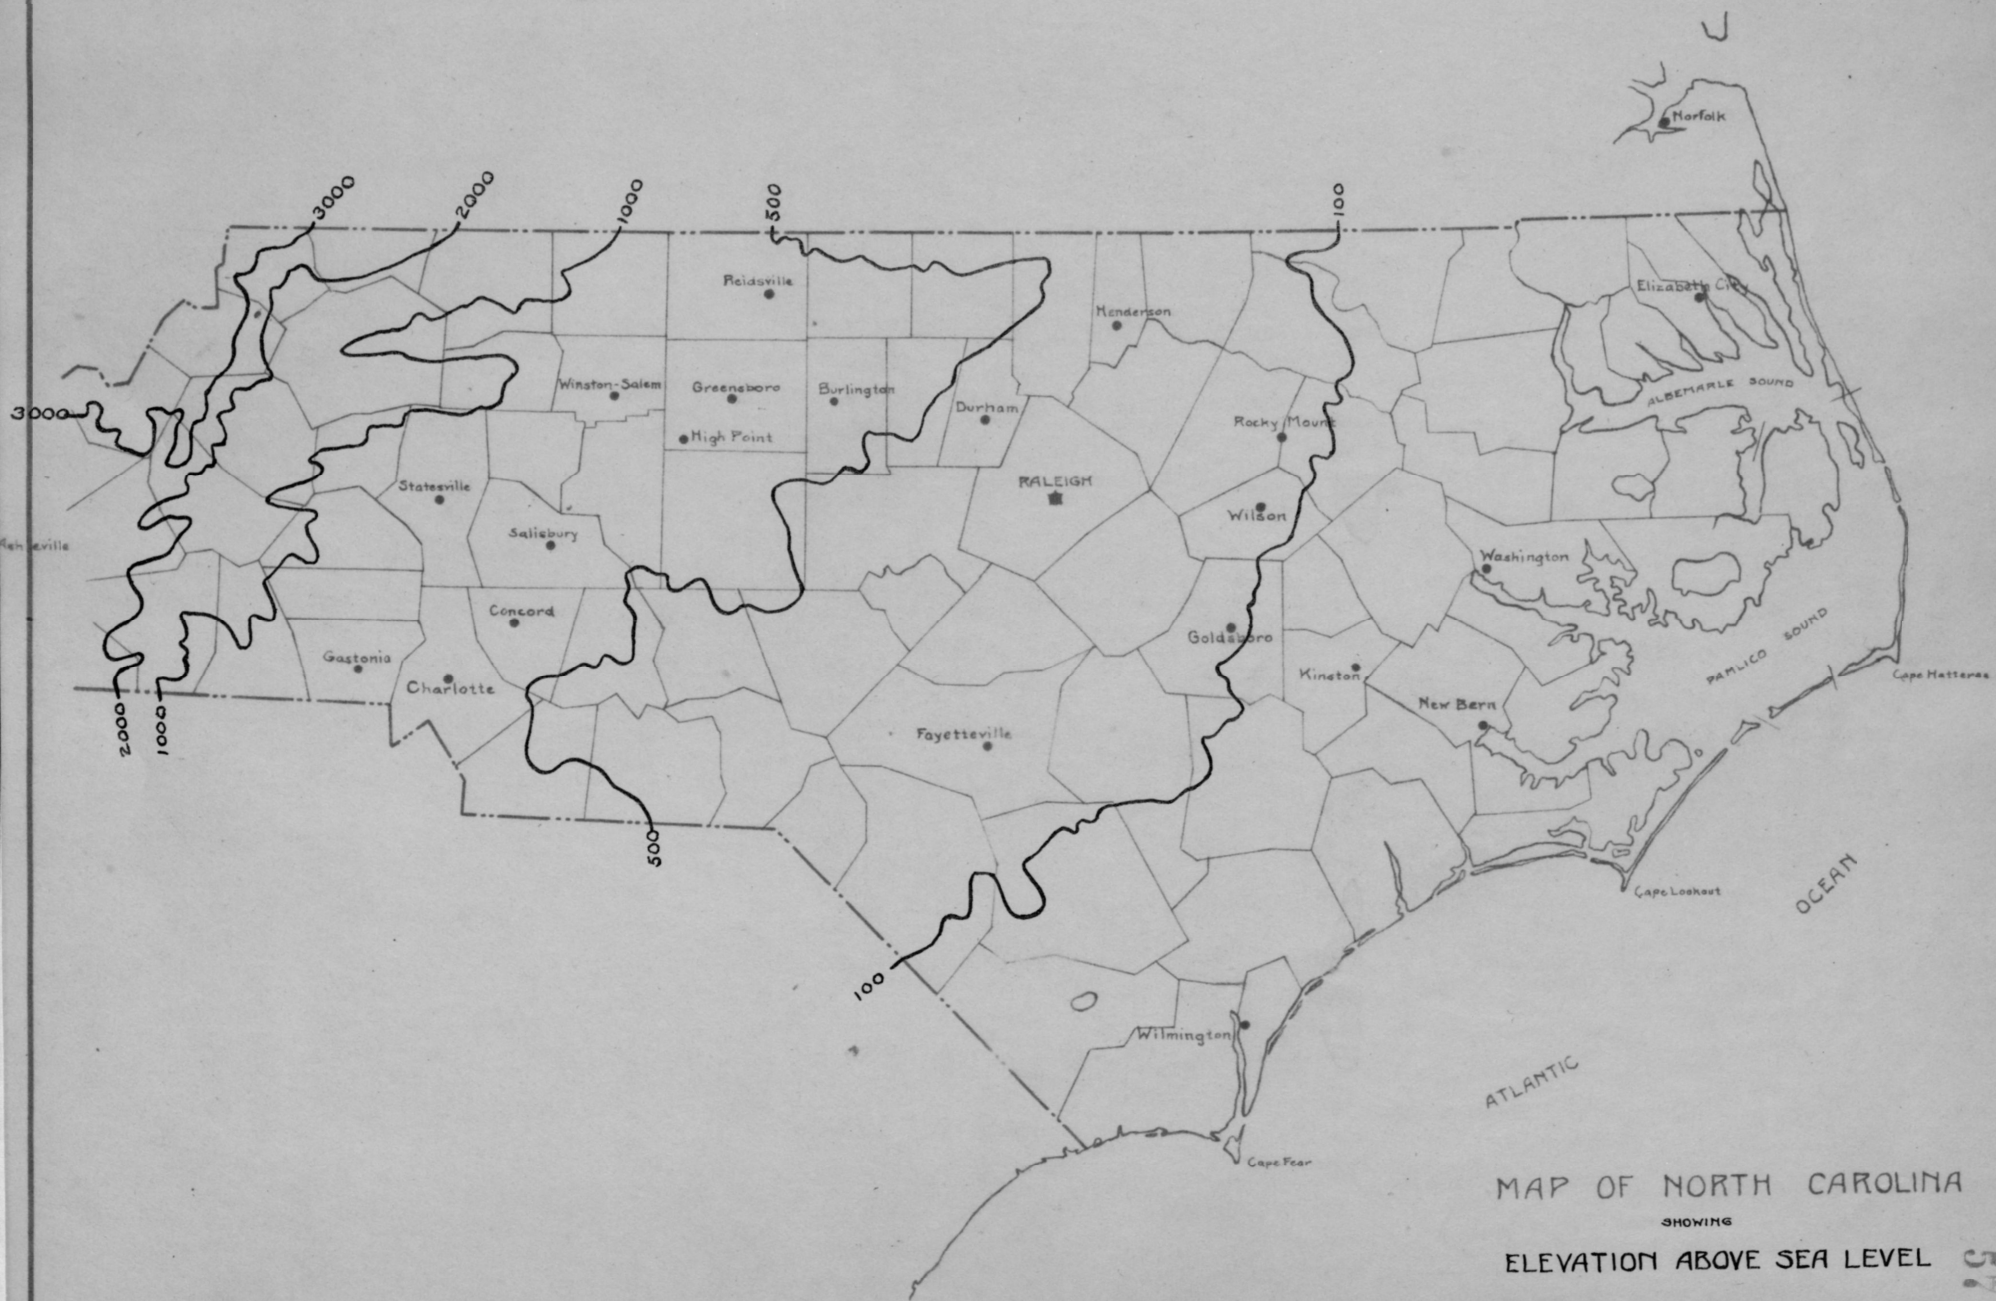 Norfolk
3000
2000
1000
500
100
Reidsville
Henderson
Elizabeth City
3000
Winston-Salem
Greensboro
Burlington
Durham
ALBEMARLE SOUND
High Point
Rocky Mount
Statesville
RALEIGH
Wilson
Salisbury
Asheville
Washington
Concord
Goldsboro
PAMLICO SOUND
Gastonia
Charlotte
Kinston
Cape Hatteras
New Bern
2000
1000
Fayetteville
500
Cape Lookout
OCEAN
100
Wilmington
ATLANTIC
Cape Fear
MAP OF NORTH CAROLINA
SHOWING
ELEVATION ABOVE SEA LEVEL
57